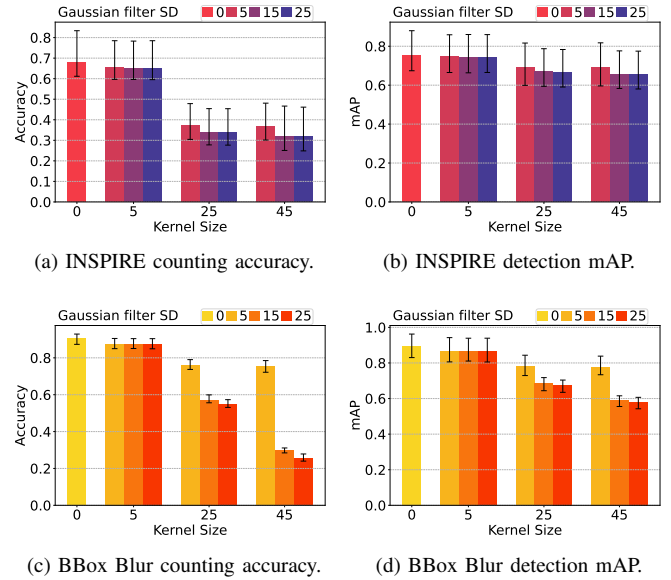 Gaussian filter SD 0 5 15 25
0.8
0.7
0.6
0.5
0.4
0.3
0.2
0.1
0.0
Accuracy
0 5 25 45
Kernel Size
(a) INSPIRE counting accuracy.
Gaussian filter SD 0 5 15 25
0.8
0.6
0.4
0.2
0.0
mAP
0 5 25 45
Kernel Size
(b) INSPIRE detection mAP.
Gaussian filter SD 0 5 15 25
0.8
0.6
0.4
0.2
0.0
Accuracy
0 5 25 45
Kernel Size
(c) BBox Blur counting accuracy.
Gaussian filter SD 0 5 15 25
1.0
0.8
0.6
0.4
0.2
0.0
mAP
0 5 25 45
Kernel Size
(d) BBox Blur detection mAP.